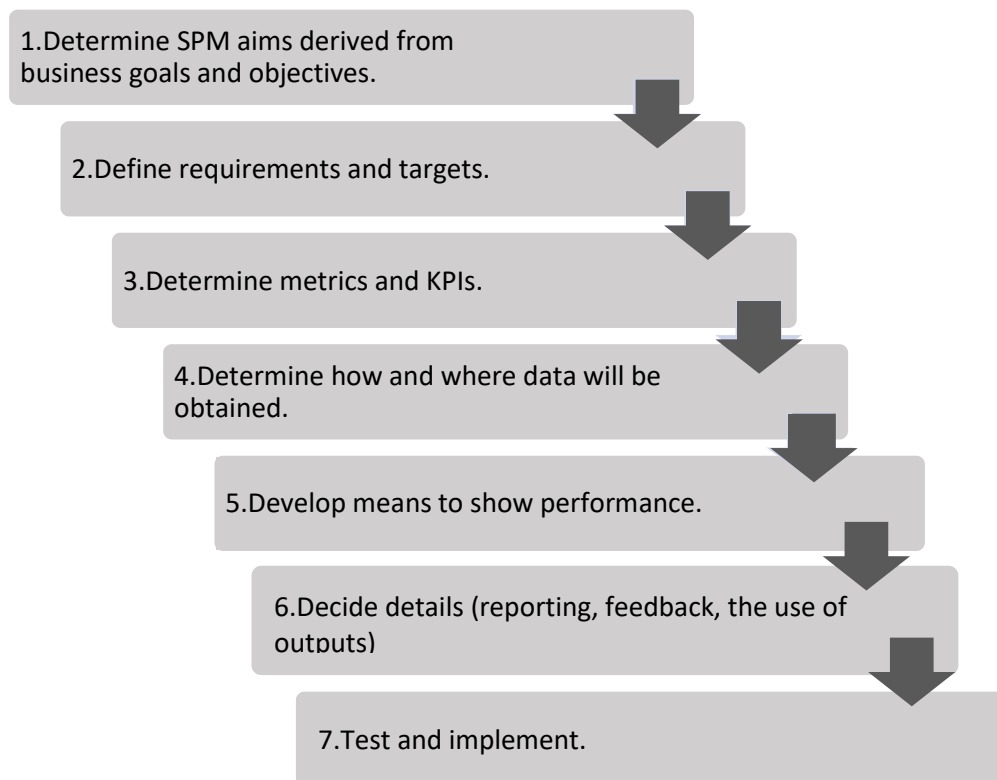 1.Determine SPM aims derived from
business goals and objectives.
2.Define requirements and targets.
3.Determine metrics and KPIs.
4.Determine how and where data will be
obtained.
5.Develop means to show performance.
6.Decide details (reporting, feedback, the use of
outputs)
7.Test and implement.